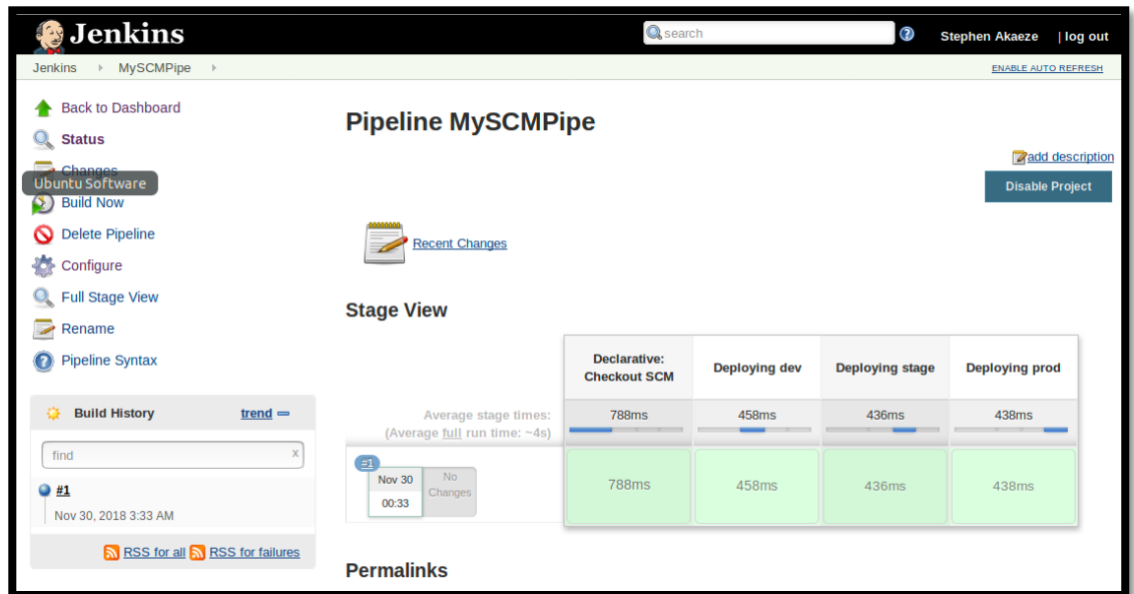 Jenkins
search
Stephen Akaeze | log out
Jenkins MySCMPipe
ENABLE AUTO REFRESH
Back to Dashboard
Status
Changes
Ubuntu Software
Build Now
Delete Pipeline
Configure
Full Stage View
Rename
Pipeline Syntax
Build History trend
find x
#1
Nov 30, 2018 3:33 AM
RSS for all RSS for failures
Pipeline MySCMPipe
add description
Disable Project
Recent Changes
Stage View
Declarative:
Checkout SCM
Deploying dev
Deploying stage
Deploying prod
Average stage times:
(Average full run time: ~4s)
788ms 458ms 436ms 438ms
#1
Nov 30
00:33
No
Changes
788ms 458ms 436ms 438ms
Permalinks